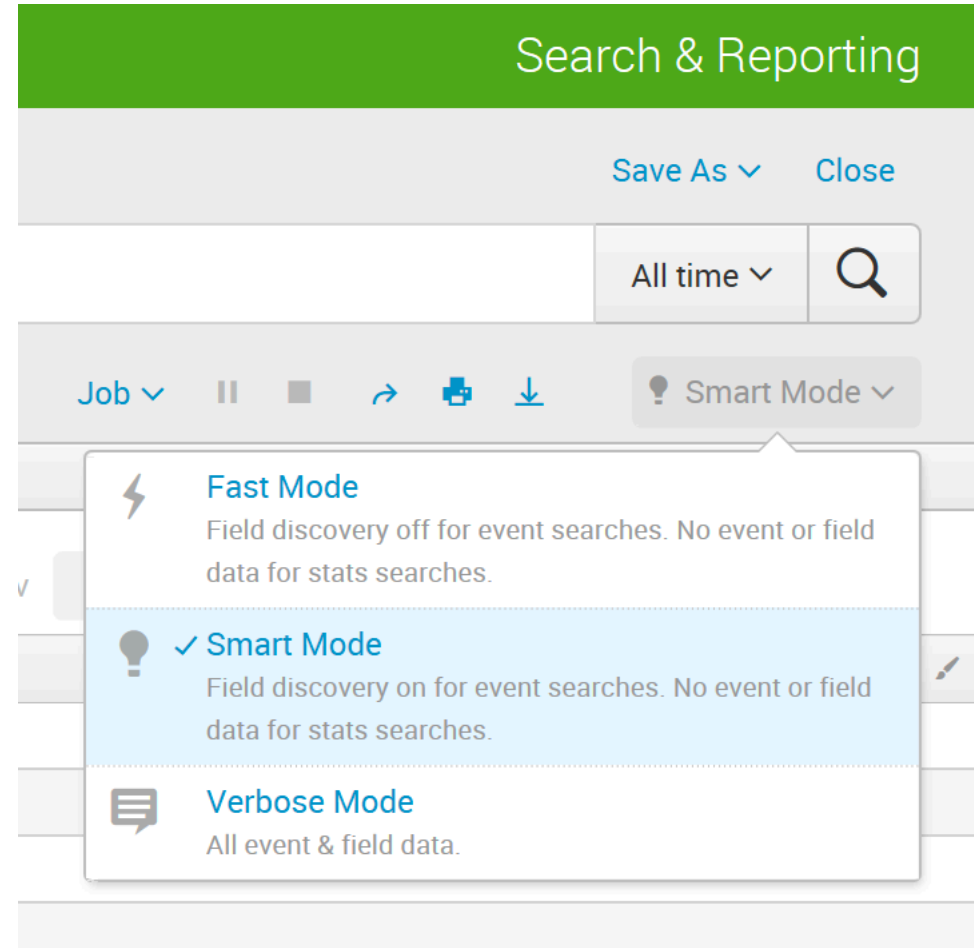 Search & Reporting
Save As Close
All time
Job Smart Mode
Fast Mode
Field discovery off for event searches. No event or field
data for stats searches.
Smart Mode
Field discovery on for event searches. No event or field
data for stats searches.
Verbose Mode
All event & field data.